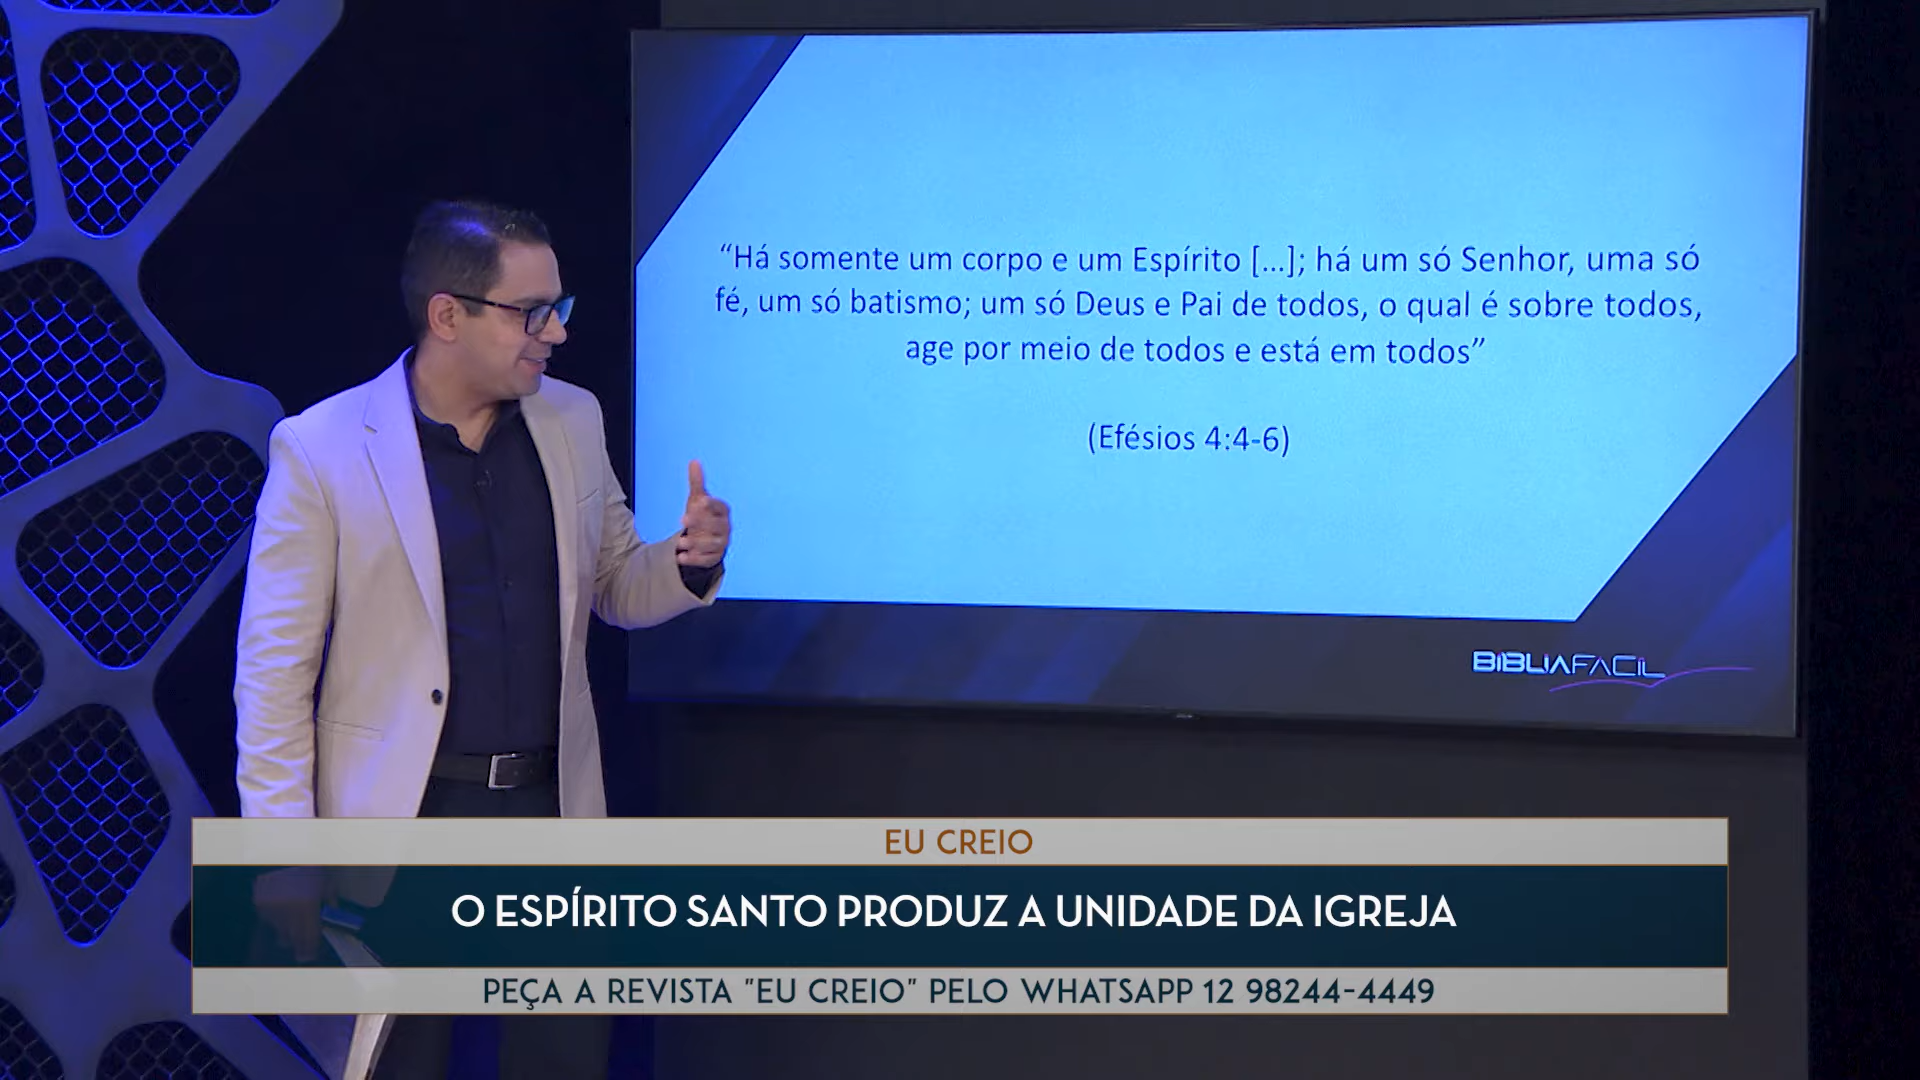 “Há somente um corpo e um Espírito [...]; há um só Senhor, uma só
fé, um só batismo; um só Deus e Pai de todos, o qual é sobre todos,
age por meio de todos e está em todos”
(Efésios 4:4-6)
BÍBLIAFÁCIL
EU CREIO
O ESPÍRITO SANTO PRODUZ A UNIDADE DA IGREJA
PEÇA A REVISTA "EU CREIO" PELO WHATSAPP 12 98244-4449